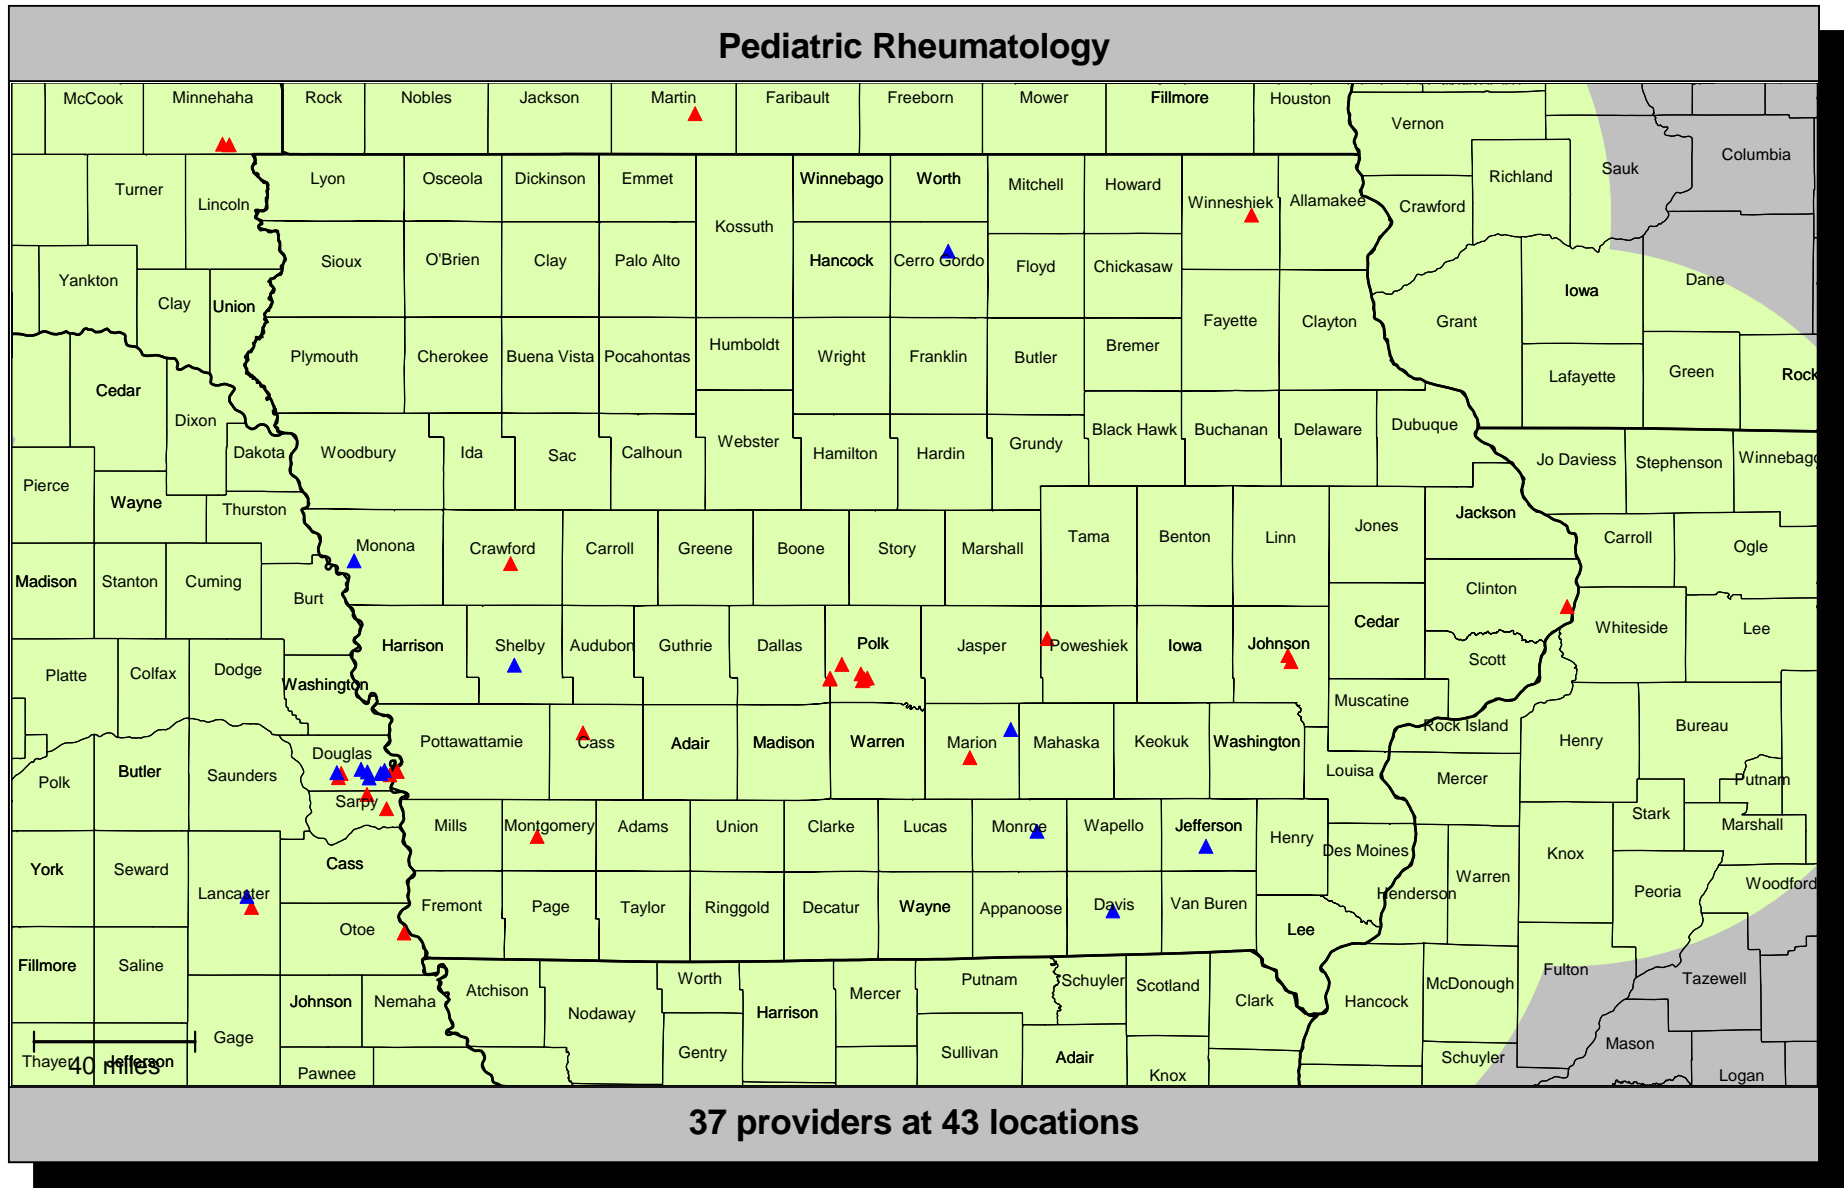 Pediatric Rheumatology
McCook Minnehaha Rock Nobles Jackson Martin Faribault Freeborn Mower Fillmore Houston
Vernon
Columbia
Sauk
Richland
Turner Lyon Osceola Dickinson Emmet Winnebago Worth Mitchell Howard
Lincoln Kossuth Winneshiek Allamakee Crawford
Yankton Sioux O'Brien Clay Palo Alto Hancock Cerro Gordo Floyd Chickasaw Dane
Clay Union Iowa
Fayette Clayton Grant
Plymouth Cherokee Buena Vista Pocahontas Humboldt Wright Franklin Butler Bremer
Cedar Lafayette Green Rock
Dixon Dubuque
Dakota Woodbury Ida Sac Calhoun Webster Hamilton Hardin Grundy Black Hawk Buchanan Delaware
Jo Daviess Stephenson Winnebago
Pierce
Wayne Thurston Jackson
Monona Crawford Carroll Greene Boone Story Marshall Tama Benton Linn Jones Carroll Ogle
Madison Stanton Cuming Burt Clinton
Cedar Whiteside Lee
Harrison Shelby Audubon Guthrie Dallas Polk Jasper Poweshiek Iowa Johnson
Platte Colfax Dodge Washington Scott
Muscatine
Rock Island Bureau
Douglas Pottawattamie Cass Adair Madison Warren Marion Mahaska Keokuk Washington Henry
Polk Butler Saunders Louisa Mercer Putnam
Sarpy
Mills Montgomery Adams Union Clarke Lucas Monroe Wapello Jefferson Henry Stark Marshall
Des Moines Knox
York Seward Cass Warren Woodford
Lancaster Henderson Peoria
Fremont Page Taylor Ringgold Decatur Wayne Appanoose Davis Van Buren
Otoe Lee
Fillmore Saline Fulton Tazewell
Atchison Worth Putnam Schuyler Scotland McDonough
Johnson Nemaha Nodaway Harrison Mercer Clark Hancock
Gage Gentry Sullivan Adair Schuyler Mason
Thayer Jefferson
40 miles
Pawnee Knox Logan
37 providers at 43 locations